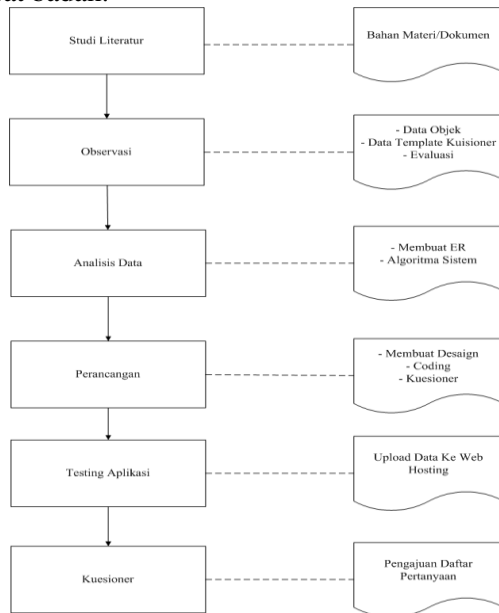 Studi Literatur
Bahan Materi/Dokumen
Observasi
- Data Objek
- Data Template Kuisioner
- Evaluasi
Analisis Data
- Membuat ER
- Algoritma Sistem
Perancangan
- Membuat Desaign
- Coding
- Kuesioner
Testing Aplikasi
Upload Data Ke Web
Hosting
Kuesioner
Pengajuan Daftar
Pertanyaan